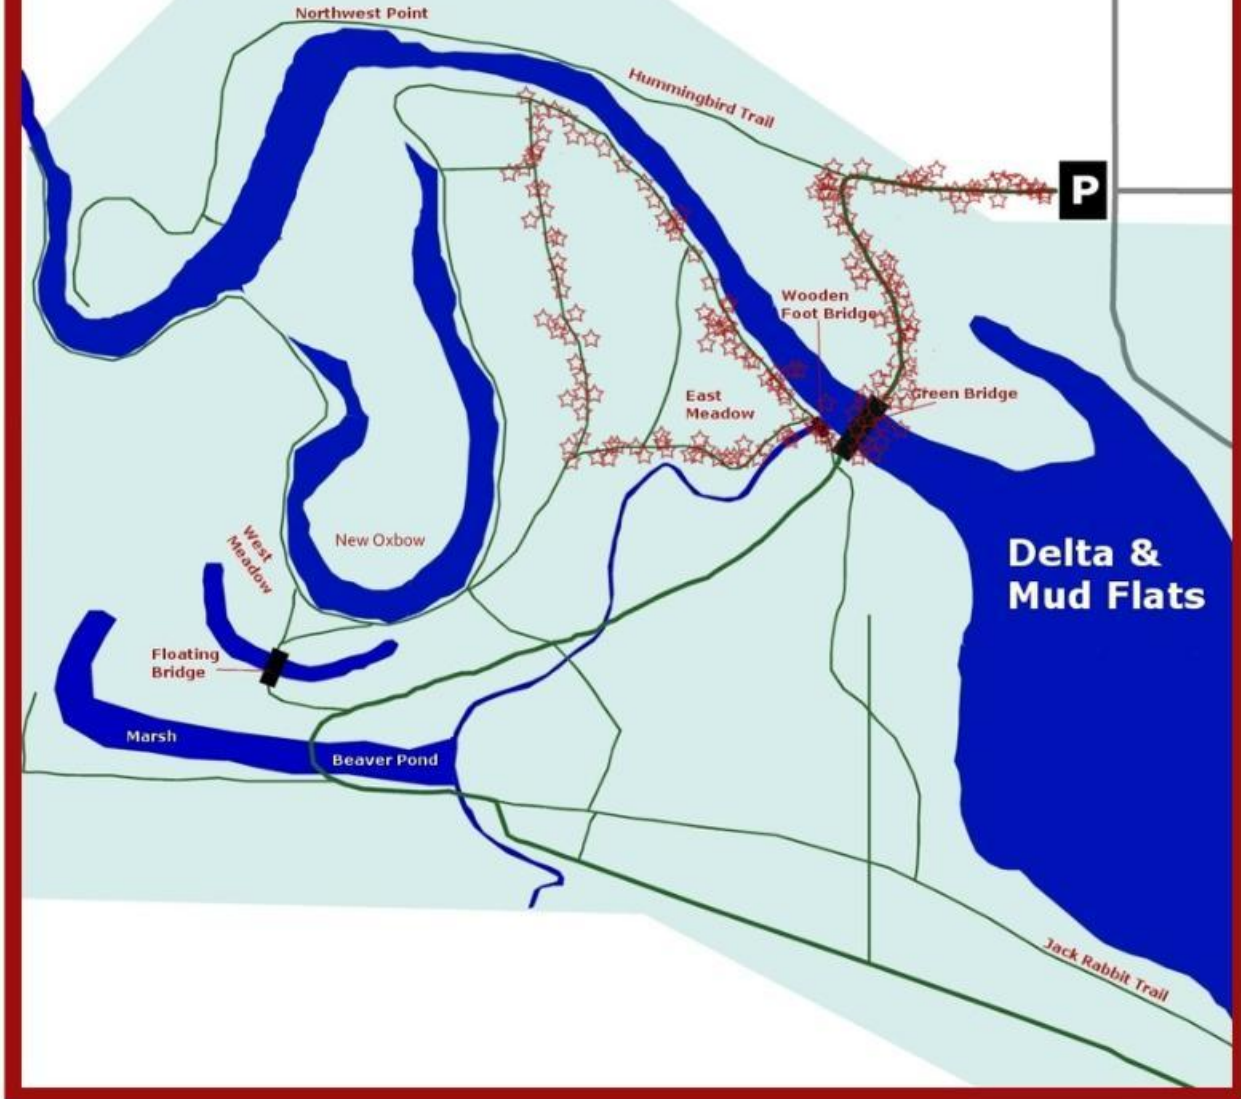 Northwest Point
Hummingbird Trail
P
Wooden
Foot Bridge
Green Bridge
East
Meadow
New Oxbow
West
Meadow
Delta &
Mud Flats
Floating
Bridge
Marsh
Beaver Pond
Jack Rabbit Trail